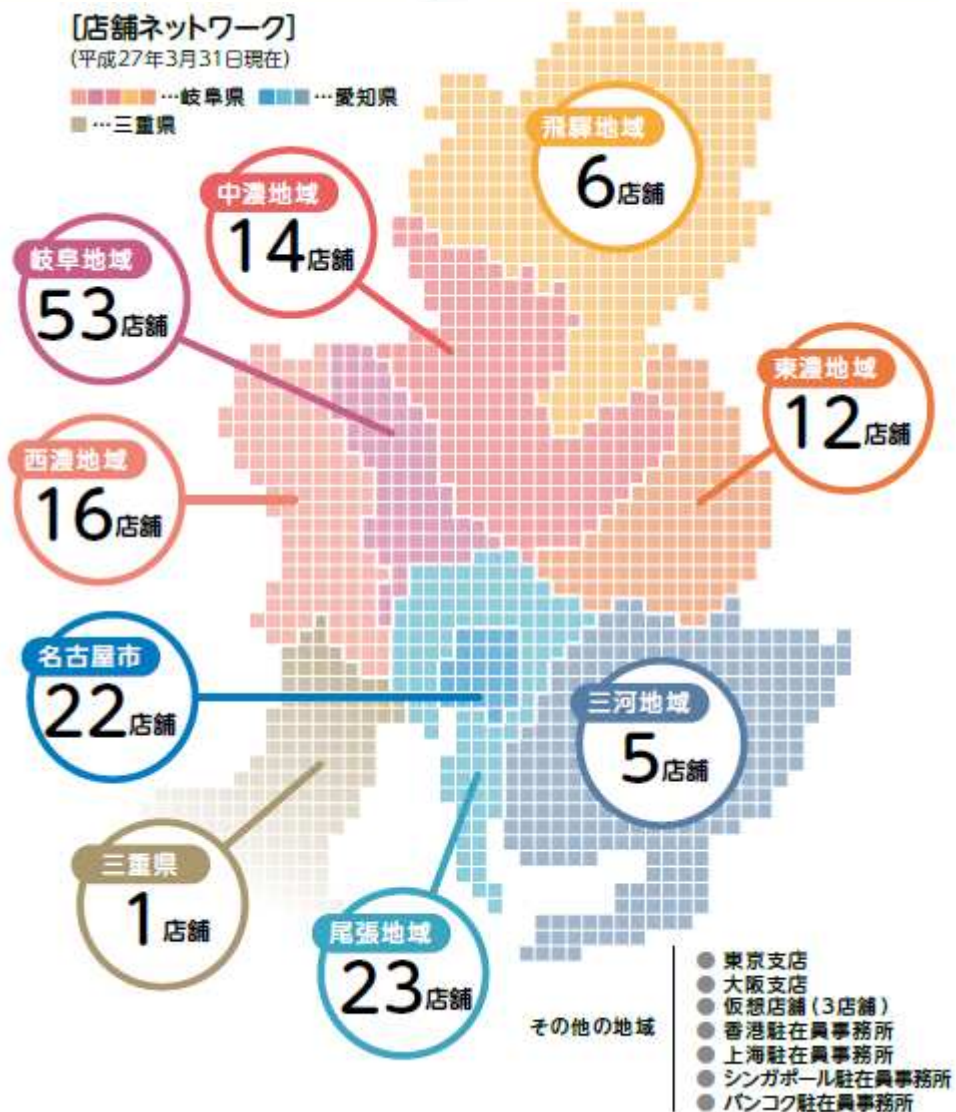 [店舗ネットワーク]
(平成27年3月31日現在)
…岐阜県 …愛知県
…三重県
飛騨地域
6店舗
中濃地域
14店舗
岐阜地域
53店舗
東濃地域
12店舗
西濃地域
16店舗
名古屋市
22店舗
三河地域
5店舗
三重県
1店舗
尾張地域
23店舗
その他の地域
● 東京支店
● 大阪支店
● 仮想店舗(3店舗)
● 香港駐在員事務所
● 上海駐在員事務所
● シンガポール駐在員事務所
● バンコク駐在員事務所